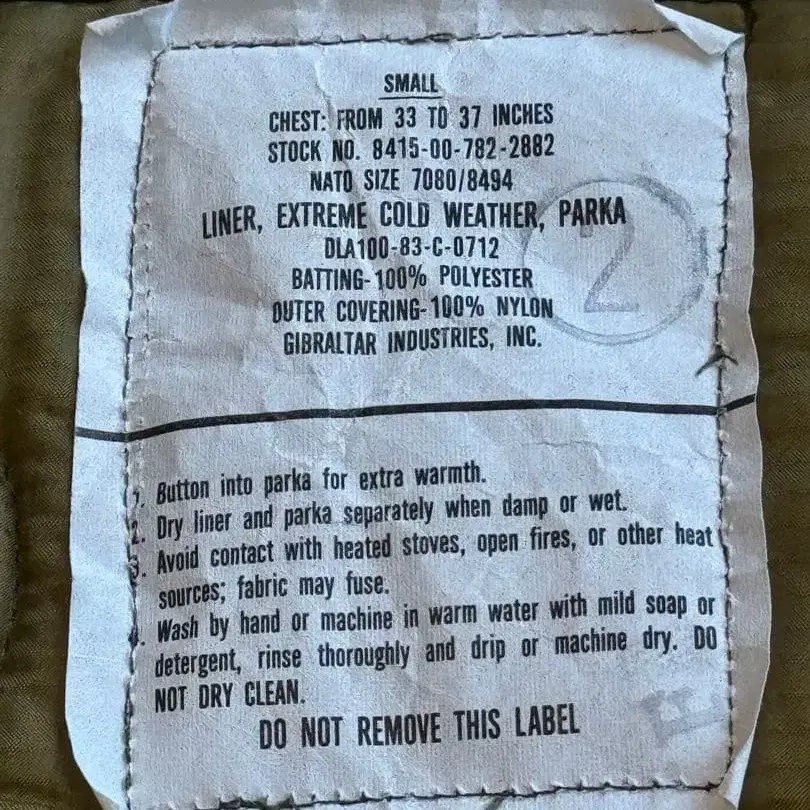 SMALL
CHEST: FROM 33 TO 37 INCHES
STOCK NO. 8415-00-782-2882
NATO SIZE 7080/8494
LINER, EXTREME COLD WEATHER, PARKA
DLA100-83-C-0712
BATTING-100% POLYESTER
OUTER COVERING-100% NYLON
GIBRALTAR INDUSTRIES, INC.
2
1. Button into parka for extra warmth.
2. Dry liner and parka separately when damp or wet.
3. Avoid contact with heated stoves, open fires, or other heat
sources; fabric may fuse.
. Wash by hand or machine in warm water with mild soap or
detergent, rinse thoroughly and drip or machine dry. DO
NOT DRY CLEAN.
DO NOT REMOVE THIS LABEL